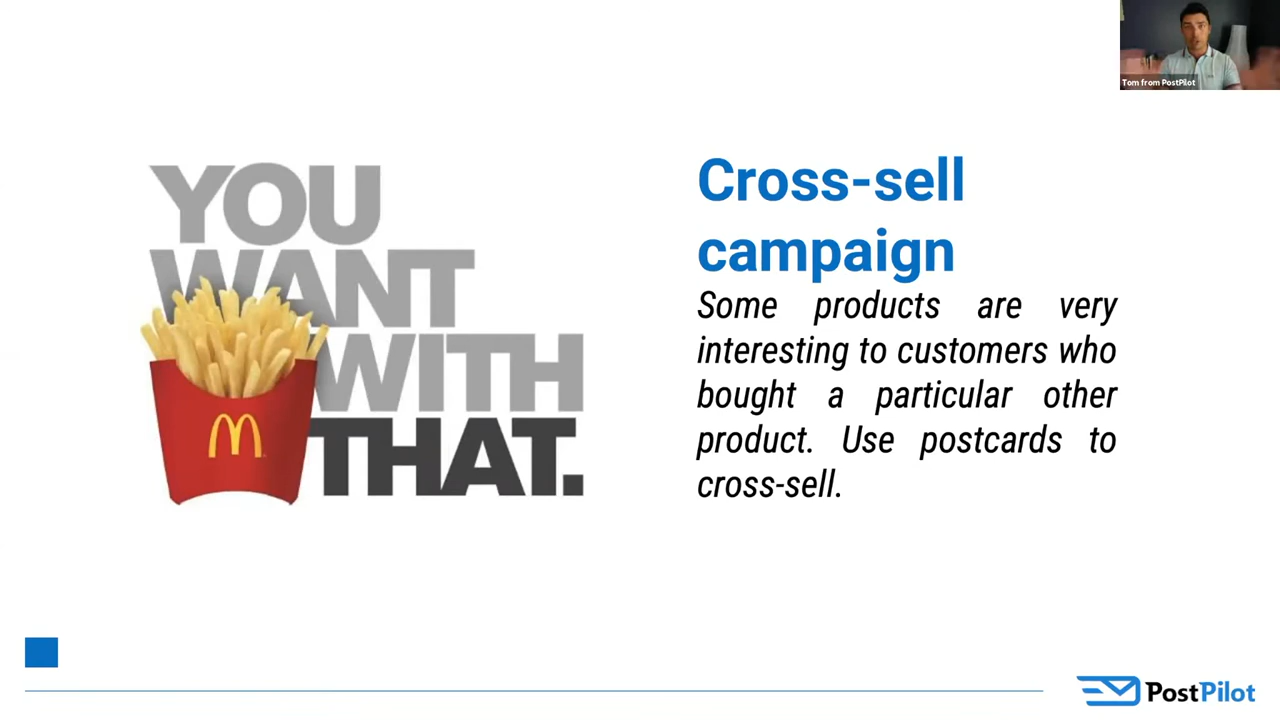 Tom from PostPilot
YOU
WANT
WITH
THAT.
Cross-sell
campaign
Some products are very
interesting to customers who
bought a particular other
product. Use postcards to
cross-sell.
PostPilot